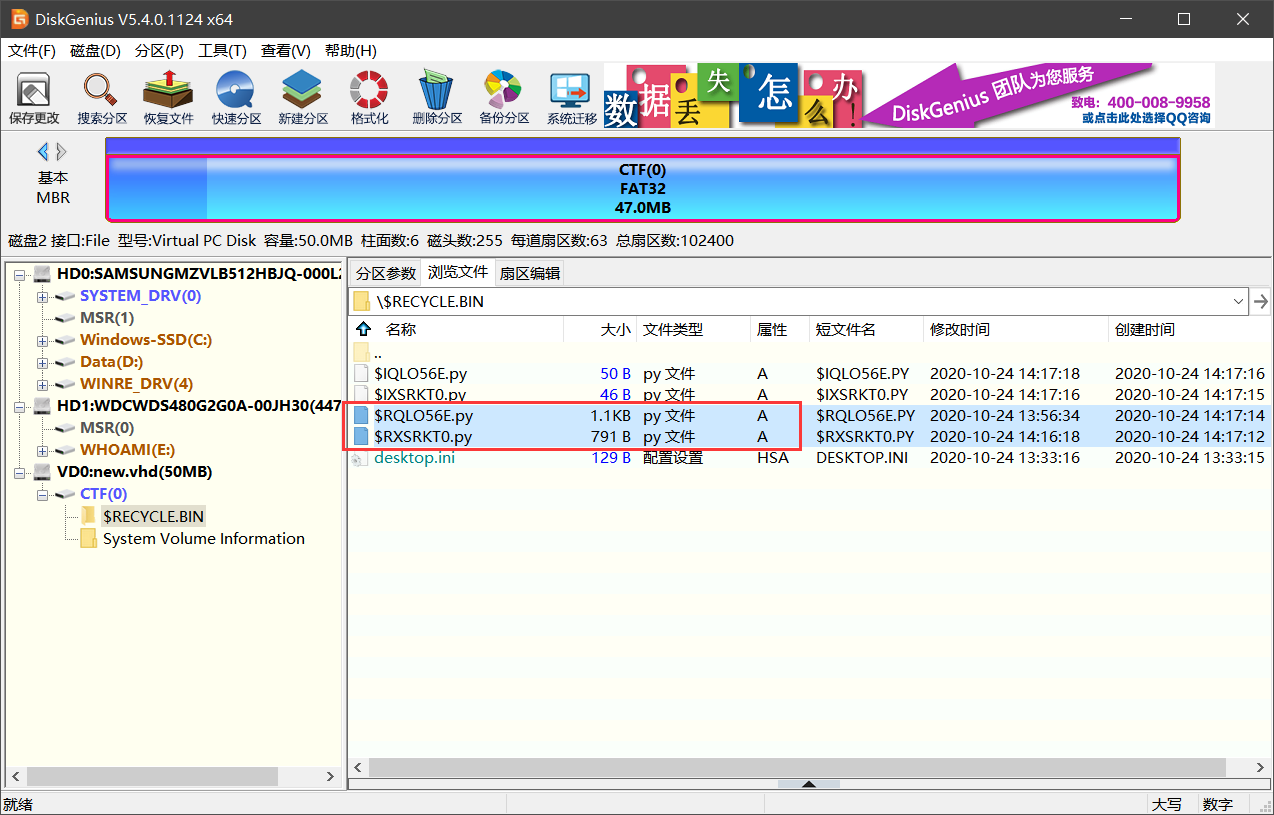 DiskGenius V5.4.0.1124 x64
文件(F) 磁盘(D) 分区(P) 工具(T) 查看(V) 帮助(H)
保存更改 搜索分区 恢复文件 快速分区 新建分区 格式化 删除分区 备份分区 系统迁移
数据丢失怎么办!
DiskGenius 团队为您服务
致电：400-008-9958
或点击此处选择QQ咨询
基本
MBR
CTF(0)
FAT32
47.0MB
磁盘2 接口:File 型号:Virtual PC Disk 容量:50.0MB 柱面数:6 磁头数:255 每道扇区数:63 总扇区数:102400
HD0:SAMSUNGMZVLB512HBJQ-000L2
SYSTEM_DRV(0)
MSR(1)
Windows-SSD(C:)
Data(D:)
WINRE_DRV(4)
HD1:WDCWDS480G2G0A-00JH30(447
MSR(0)
WHOAMI(E:)
VD0:new.vhd(50MB)
CTF(0)
$RECYCLE.BIN
System Volume Information
分区参数 浏览文件 扇区编辑
\$RECYCLE.BIN
名称 大小 文件类型 属性 短文件名 修改时间 创建时间
..
$IQLO56E.py 50 B py 文件 A $IQLO56E.PY 2020-10-24 14:17:18 2020-10-24 14:17:16
$IXSRKT0.py 46 B py 文件 A $IXSRKT0.PY 2020-10-24 14:17:16 2020-10-24 14:17:15
$RQLO56E.py 1.1KB py 文件 A $RQLO56E.PY 2020-10-24 13:56:34 2020-10-24 14:17:14
$RXSRKT0.py 791 B py 文件 A $RXSRKT0.PY 2020-10-24 14:16:18 2020-10-24 14:17:12
desktop.ini 129 B 配置设置 HSA DESKTOP.INI 2020-10-24 13:33:16 2020-10-24 13:33:15
就绪 大写 数字